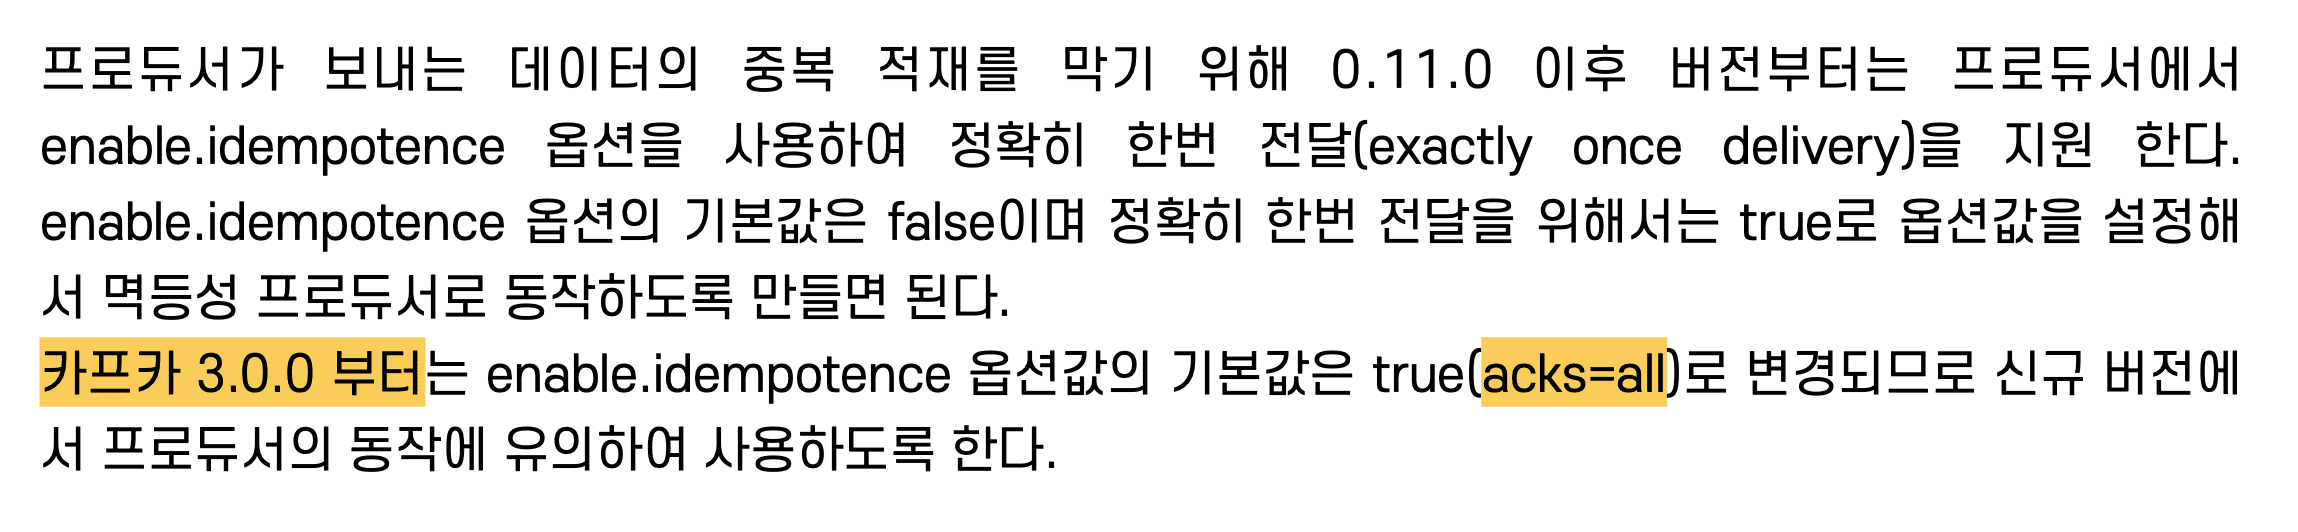 프로듀서가 보내는 데이터의 중복 적재를 막기 위해 0.11.0 이후 버전부터는 프로듀서에서
enable.idempotence 옵션을 사용하여 정확히 한번 전달(exactly once delivery)을 지원 한다.
enable.idempotence 옵션의 기본값은 false이며 정확히 한번 전달을 위해서는 true로 옵션값을 설정해
서 멱등성 프로듀서로 동작하도록 만들면 된다.
카프카 3.0.0 부터는 enable.idempotence 옵션값의 기본값은 true(acks=all)로 변경되므로 신규 버전에
서 프로듀서의 동작에 유의하여 사용하도록 한다.